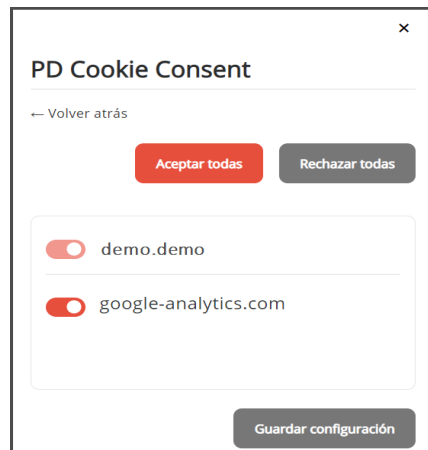 ×
PD Cookie Consent
← Volver atrás
Aceptar todas Rechazar todas
demo.demo
google-analytics.com
Guardar configuración